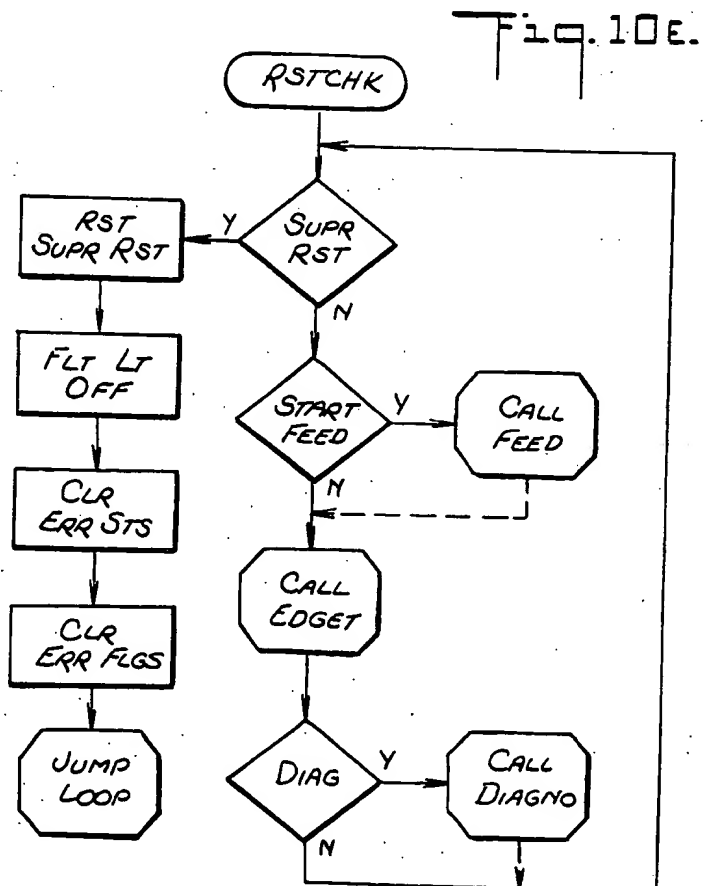 Fig. 10E.
RSTCHK
SUPR
RST
Y
N
RST
SUPR RST
FLT LT
OFF
CLR
ERR STS
CLR
ERR FLGS
JUMP
LOOP
START
FEED
Y
N
CALL
FEED
CALL
EDGET
DIAG
Y
N
CALL
DIAGNO